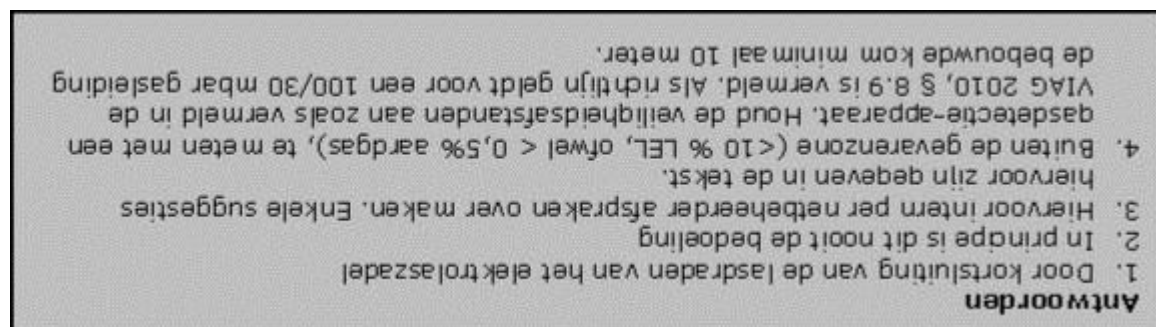 Antwoorden
1. Door kortsluiting van de lasdraden van het elektrolaszadel
2. In principe is dit nooit de bedoeling
3. Hiervoor intern per netbeheerder afspraken over maken. Enkele suggesties
hiervoor zijn gegeven in de tekst.
4. Buiten de gevarenzone (<10 % LEL, ofwel < 0,5% aardgas), te meten met een
gasdetectie-apparaat. Houd de veiligheidsafstanden aan zoals vermeld in de
VIAG 2010, § 8.9 is vermeld. Als richtlijn geldt voor een 100/30 mbar gasleiding
de bebouwde kom minimaal 10 meter.